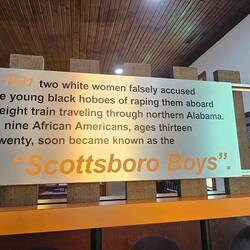 1931 two white women falsely accused
e young black hoboes of raping them aboard
eight train traveling through northern Alabama.
nine African Americans, ages thirteen
wenty, soon became known as the
"Scottsboro Boys".